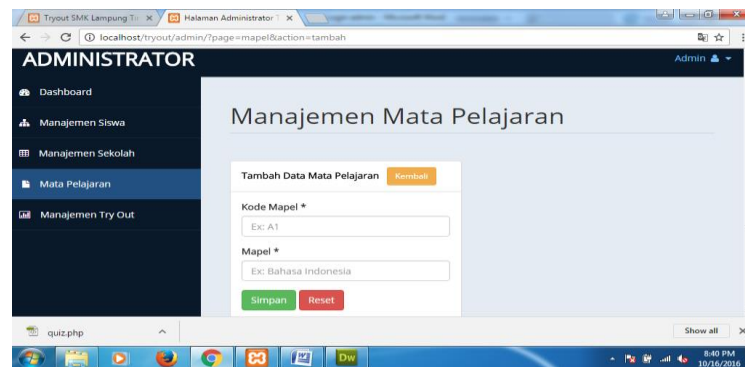 Tryout SMK Lampung Ti
Halaman Administrator T
localhost/tryout/admin/?page=mapel&action=tambah
ADMINISTRATOR
Admin
Dashboard
Manajemen Siswa
Manajemen Sekolah
Mata Pelajaran
Manajemen Try Out
Manajemen Mata Pelajaran
Tambah Data Mata Pelajaran Kembali
Kode Mapel *
Ex: A1
Mapel *
Ex: Bahasa Indonesia
Simpan Reset
quiz.php
Show all
Dw
8:40 PM
10/16/2016